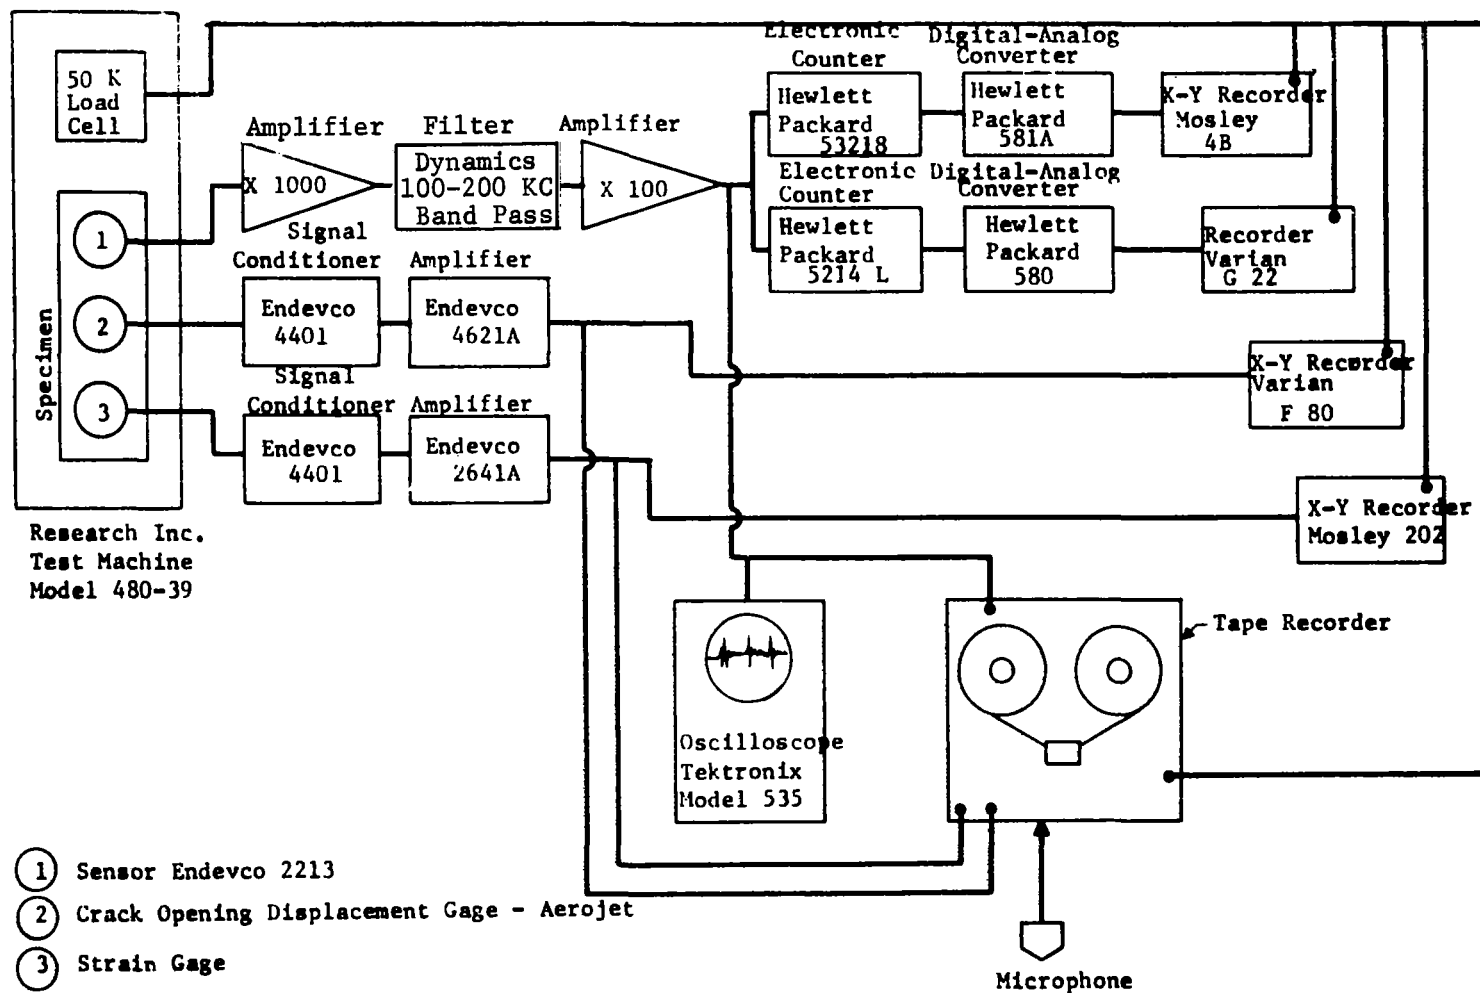 50 K
Load
Cell
Specimen
1
2
3
Research Inc.
Test Machine
Model 480-39
Amplifier
X 1000
Filter
Dynamics
100-200 KC
Band Pass
Amplifier
X 100
Signal
Conditioner
Endevco
4401
Amplifier
Endevco
4621A
Signal
Conditioner
Endevco
4401
Amplifier
Endevco
2641A
Electronic
Counter
Hewlett
Packard
53218
Digital-Analog
Converter
Hewlett
Packard
581A
X-Y Recorder
Mosley
4B
Electronic
Counter
Hewlett
Packard
5214 L
Digital-Analog
Converter
Hewlett
Packard
580
Recorder
Varian
G 22
X-Y Recorder
Varian
F 80
X-Y Recorder
Mosley 202
Oscilloscope
Tektronix
Model 535
Tape Recorder
Microphone
1 Sensor Endevco 2213
2 Crack Opening Displacement Gage - Aerojet
3 Strain Gage